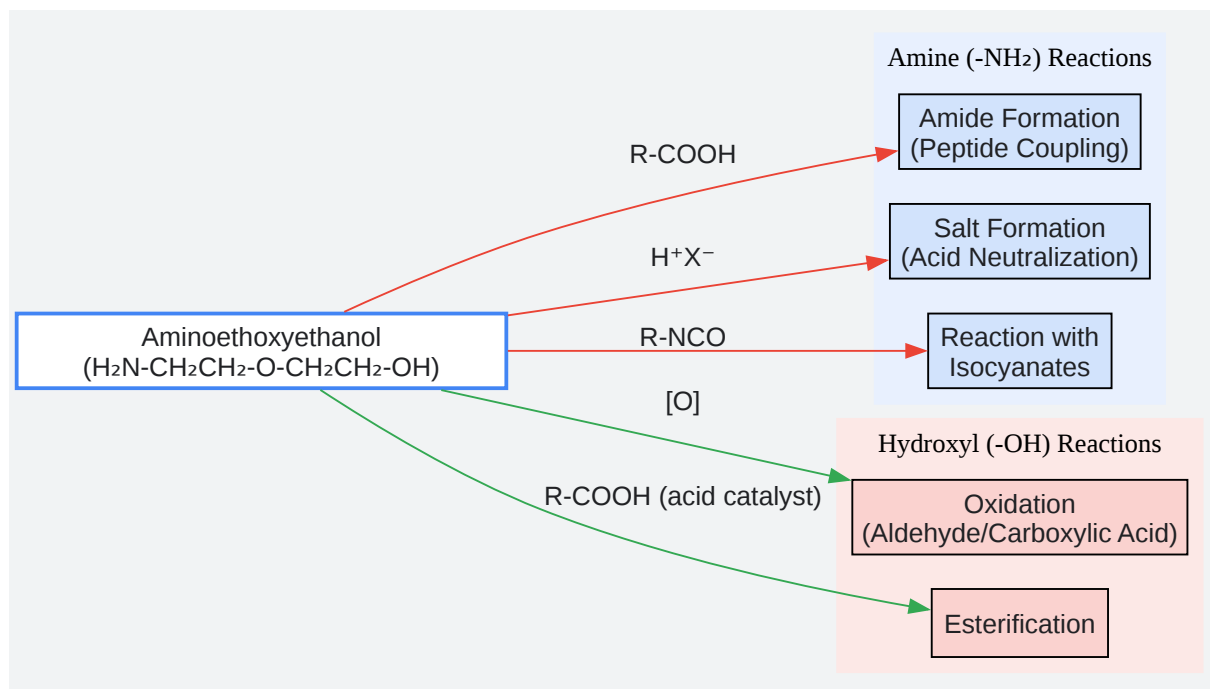 Amine (-NH₂) Reactions
Amide Formation
(Peptide Coupling)
R-COOH
Salt Formation
(Acid Neutralization)
H⁺X⁻
Aminoethoxyethanol
(H₂N-CH₂CH₂-O-CH₂CH₂-OH)
R-NCO
Reaction with
Isocyanates
[O]
Hydroxyl (-OH) Reactions
R-COOH (acid catalyst)
Oxidation
(Aldehyde/Carboxylic Acid)
Esterification